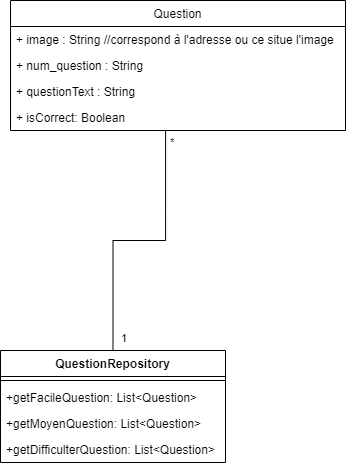 Question
+ image : String //correspond à l'adresse ou ce situe l'image
+ num_question : String
+ questionText : String
+ isCorrect: Boolean
*
1
QuestionRepository
+getFacileQuestion: List<Question>
+getMoyenQuestion: List<Question>
+getDifficulterQuestion: List<Question>